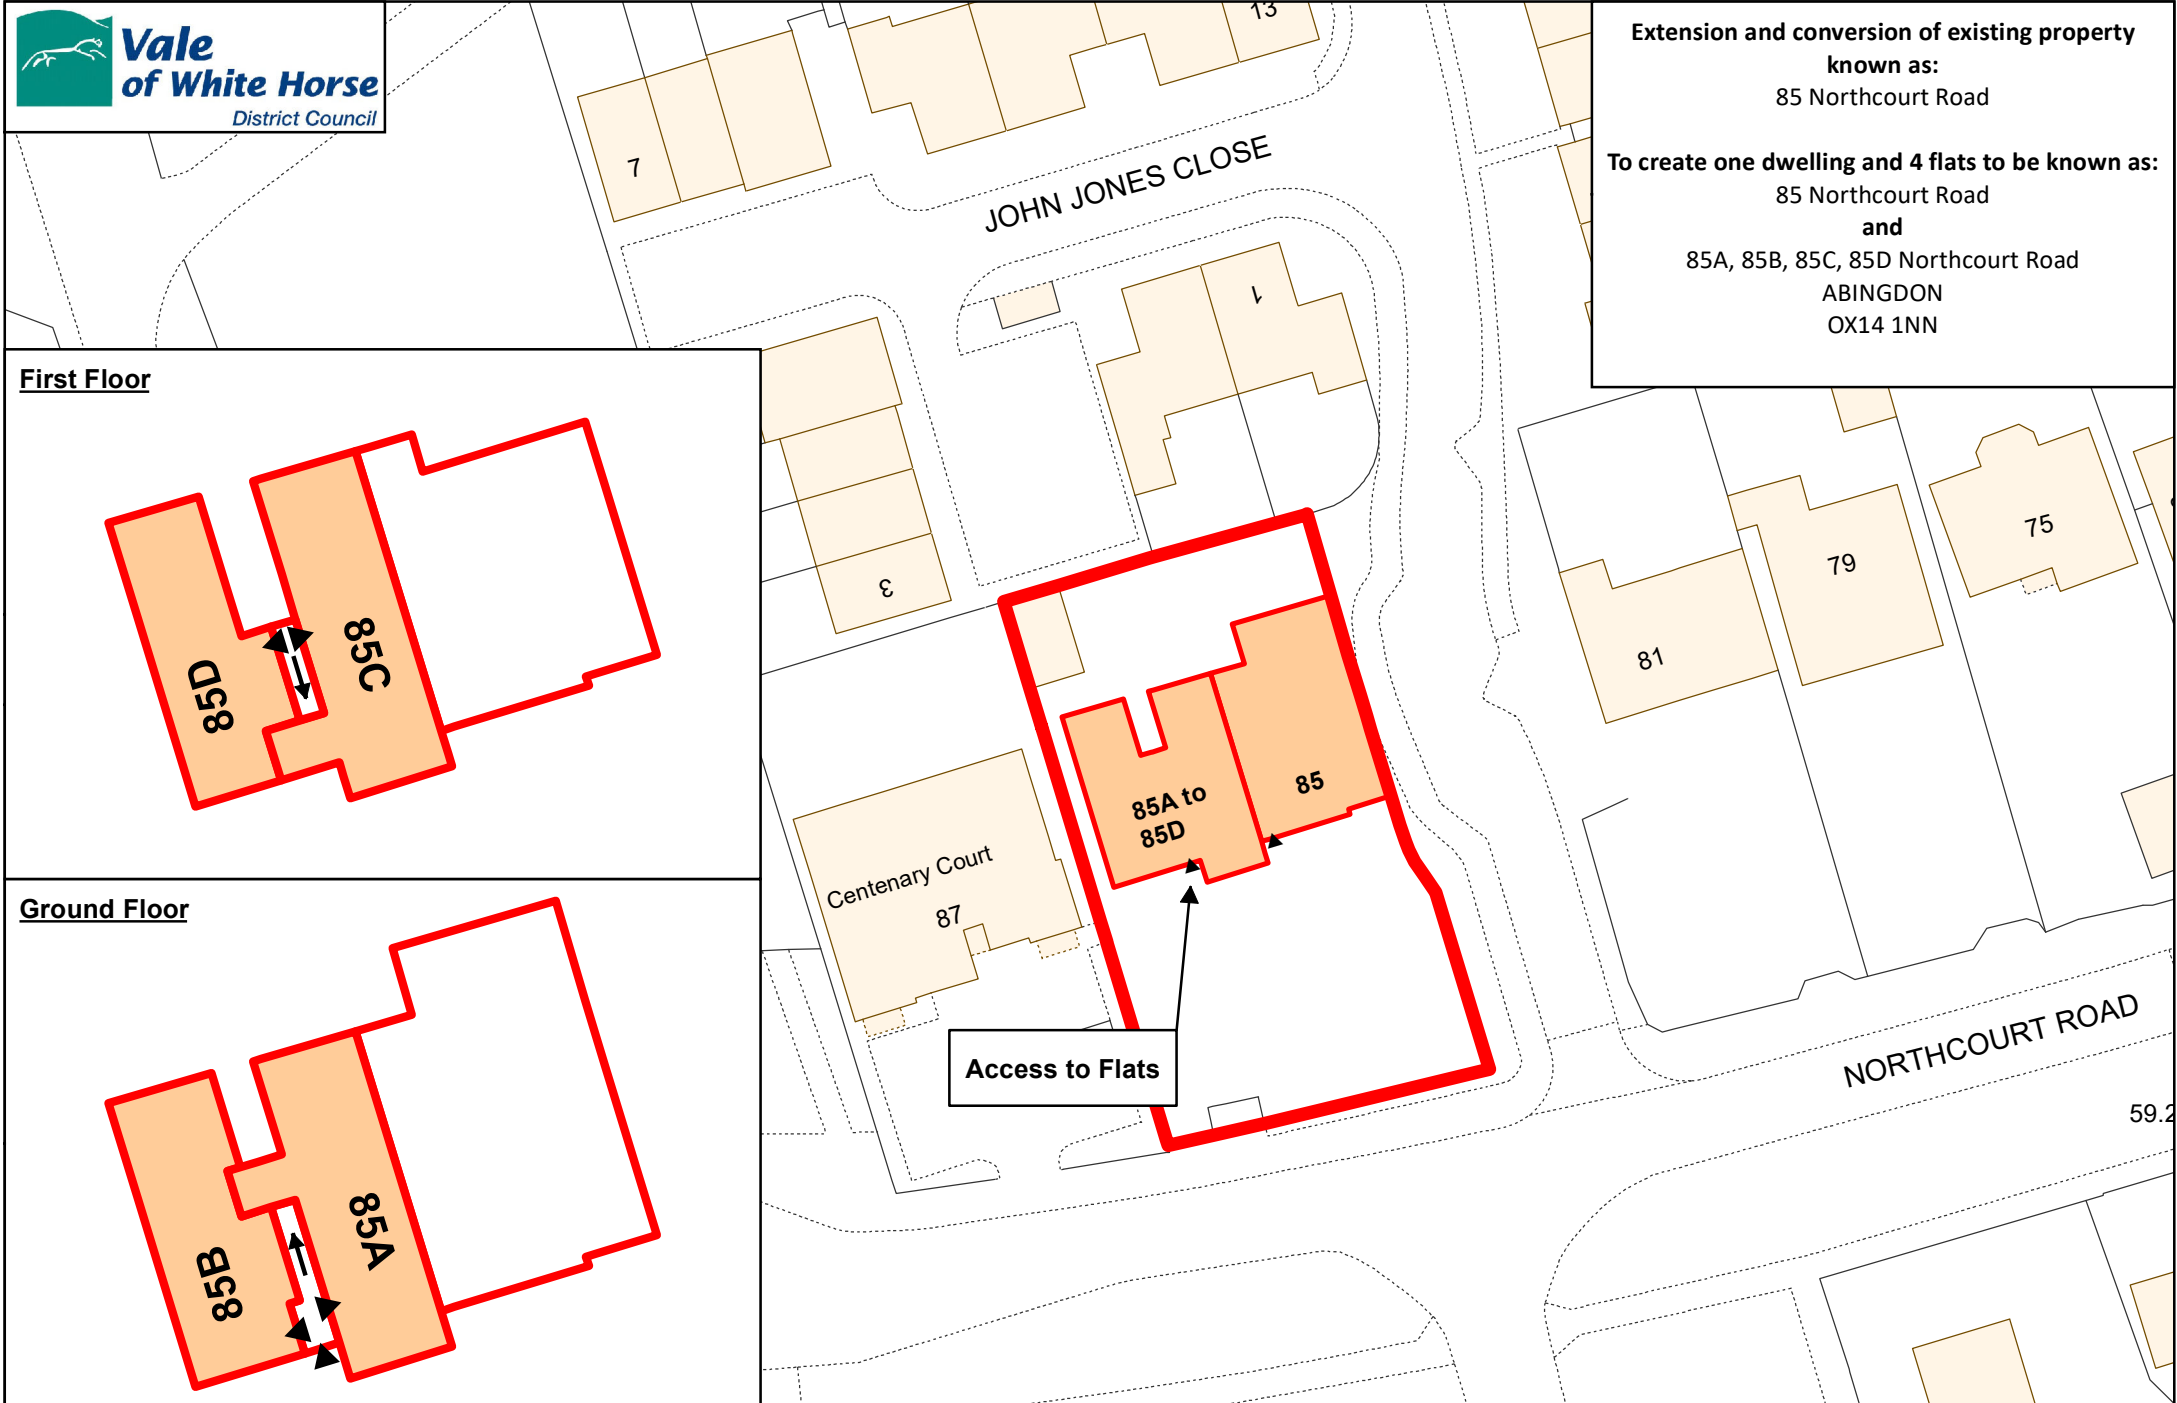 Vale
of White Horse
District Council
Extension and conversion of existing property
known as:
85 Northcourt Road
To create one dwelling and 4 flats to be known as:
85 Northcourt Road
and
85A, 85B, 85C, 85D Northcourt Road
ABINGDON
OX14 1NN
13
7
JOHN JONES CLOSE
1
3
First Floor
85D
85C
Ground Floor
85B
85A
75
79
81
85
85A to
85D
Centenary Court
87
Access to Flats
NORTHCOURT ROAD
59.2